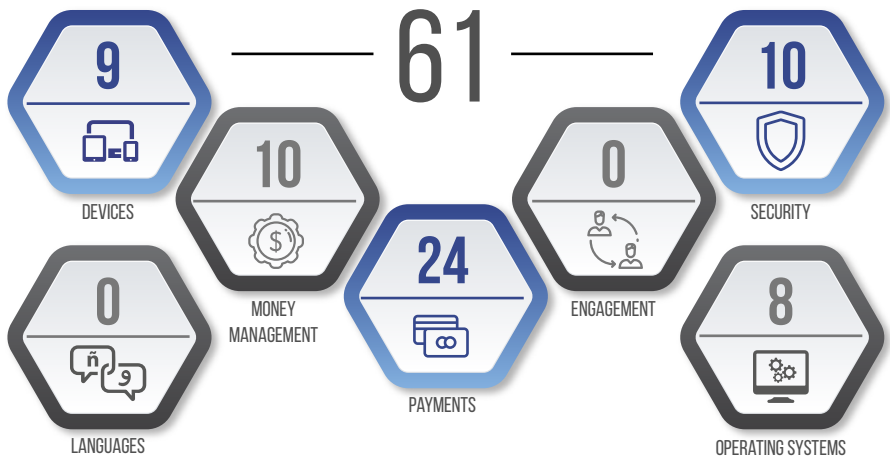 61
9
DEVICES
10
MONEY
MANAGEMENT
24
PAYMENTS
0
ENGAGEMENT
10
SECURITY
0
ñ
و
LANGUAGES
$
8
OPERATING SYSTEMS